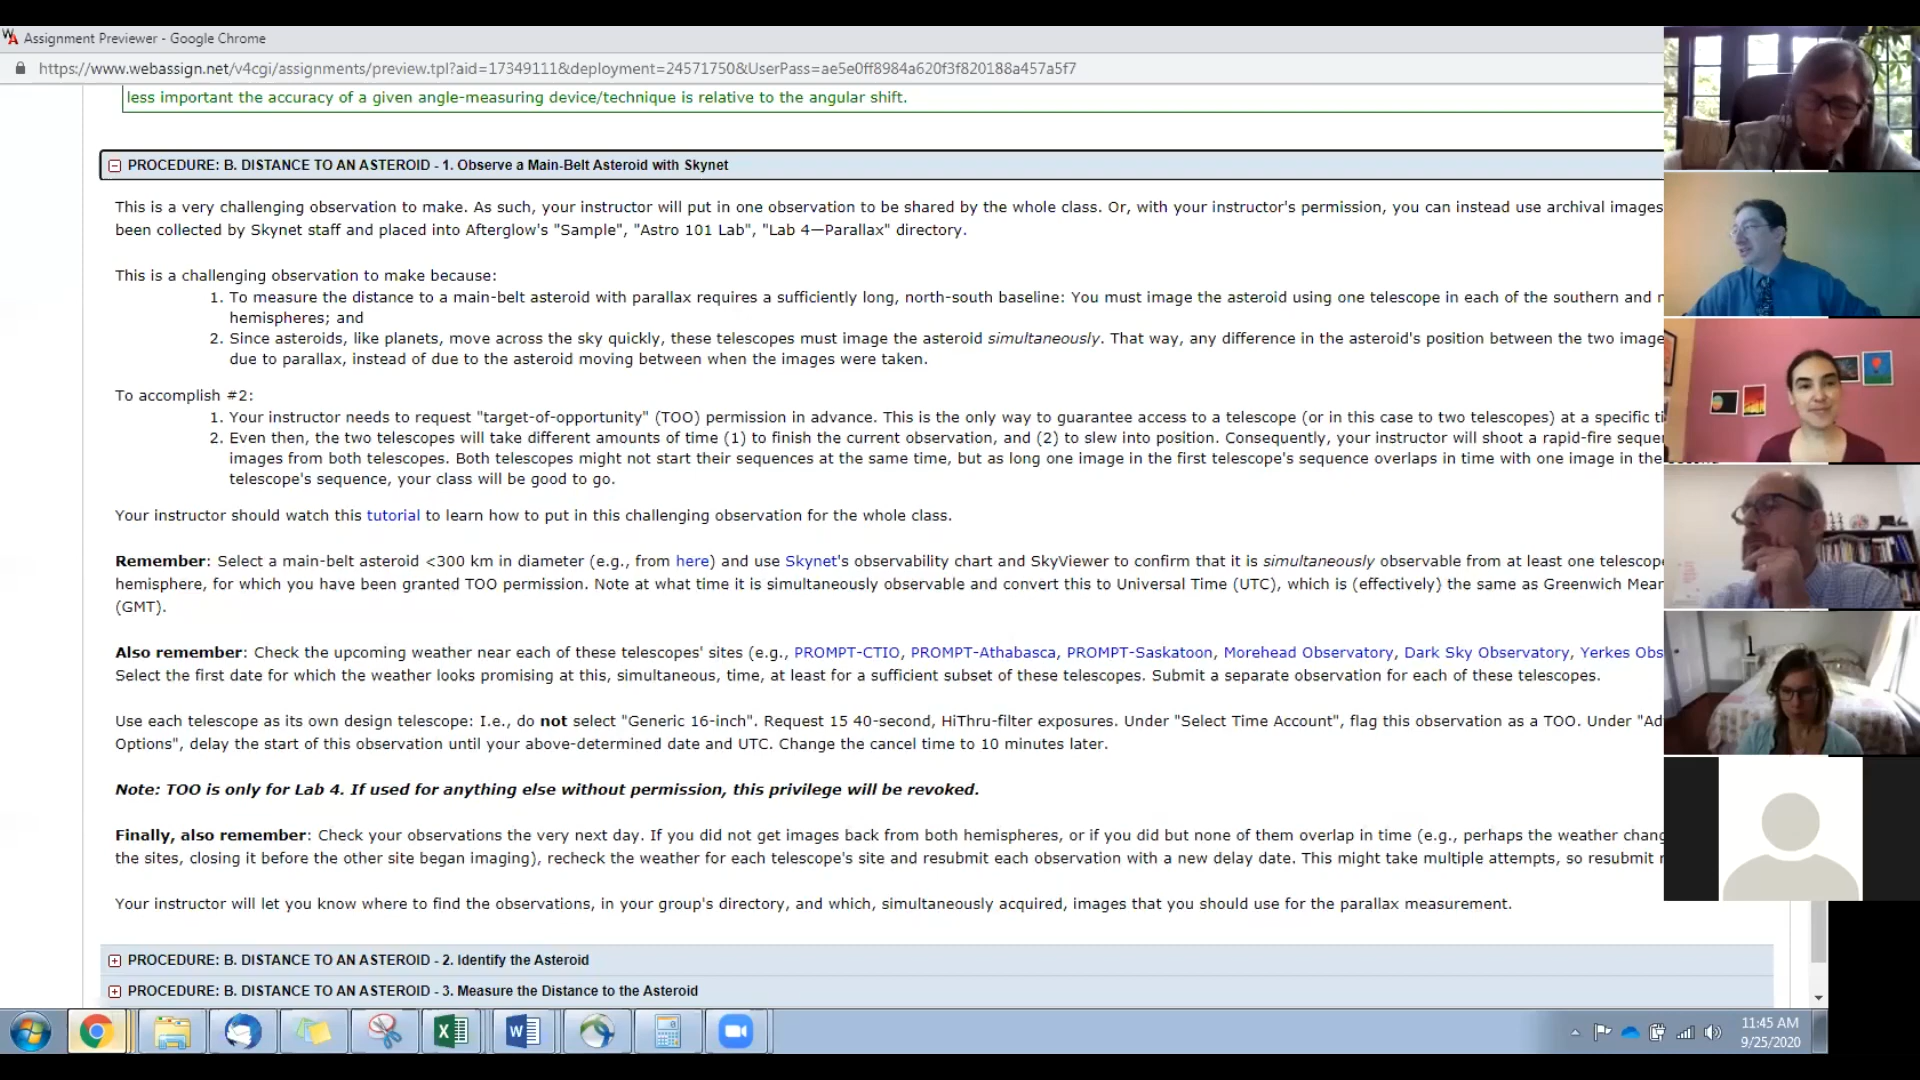 Assignment Previewer - Google Chrome
https://www.webassign.net/v4cgi/assignments/preview.tpl?aid=17349111&deployment=24571750&UserPass=ae5e0ff8984a620f3f820188a457a5f7
less important the accuracy of a given angle-measuring device/technique is relative to the angular shift.
PROCEDURE: B. DISTANCE TO AN ASTEROID - 1. Observe a Main-Belt Asteroid with Skynet
This is a very challenging observation to make. As such, your instructor will put in one observation to be shared by the whole class. Or, with your instructor's permission, you can instead use archival images
been collected by Skynet staff and placed into Afterglow's "Sample", "Astro 101 Lab", "Lab 4—Parallax" directory.
This is a challenging observation to make because:
1. To measure the distance to a main-belt asteroid with parallax requires a sufficiently long, north-south baseline: You must image the asteroid using one telescope in each of the southern and
hemispheres; and
2. Since asteroids, like planets, move across the sky quickly, these telescopes must image the asteroid simultaneously. That way, any difference in the asteroid's position between the two image
due to parallax, instead of due to the asteroid moving between when the images were taken.
To accomplish #2:
1. Your instructor needs to request "target-of-opportunity" (TOO) permission in advance. This is the only way to guarantee access to a telescope (or in this case to two telescopes) at a specific ti
2. Even then, the two telescopes will take different amounts of time (1) to finish the current observation, and (2) to slew into position. Consequently, your instructor will shoot a rapid-fire seque
images from both telescopes. Both telescopes might not start their sequences at the same time, but as long one image in the first telescope's sequence overlaps in time with one image in the
telescope's sequence, your class will be good to go.
Your instructor should watch this tutorial to learn how to put in this challenging observation for the whole class.
Remember: Select a main-belt asteroid <300 km in diameter (e.g., from here) and use Skynet's observability chart and SkyViewer to confirm that it is simultaneously observable from at least one telescope
hemisphere, for which you have been granted TOO permission. Note at what time it is simultaneously observable and convert this to Universal Time (UTC), which is (effectively) the same as Greenwich Mear
(GMT).
Also remember: Check the upcoming weather near each of these telescopes' sites (e.g., PROMPT-CTIO, PROMPT-Athabasca, PROMPT-Saskatoon, Morehead Observatory, Dark Sky Observatory, Yerkes Obs
Select the first date for which the weather looks promising at this, simultaneous, time, at least for a sufficient subset of these telescopes. Submit a separate observation for each of these telescopes.
Use each telescope as its own design telescope: I.e., do not select "Generic 16-inch". Request 15 40-second, HiThru-filter exposures. Under "Select Time Account", flag this observation as a TOO. Under "Ad
Options", delay the start of this observation until your above-determined date and UTC. Change the cancel time to 10 minutes later.
Note: TOO is only for Lab 4. If used for anything else without permission, this privilege will be revoked.
Finally, also remember: Check your observations the very next day. If you did not get images back from both hemispheres, or if you did but none of them overlap in time (e.g., perhaps the weather chang
the sites, closing it before the other site began imaging), recheck the weather for each telescope's site and resubmit each observation with a new delay date. This might take multiple attempts, so resubmit
Your instructor will let you know where to find the observations, in your group's directory, and which, simultaneously acquired, images that you should use for the parallax measurement.
PROCEDURE: B. DISTANCE TO AN ASTEROID - 2. Identify the Asteroid
PROCEDURE: B. DISTANCE TO AN ASTEROID - 3. Measure the Distance to the Asteroid
11:45 AM
9/25/2020